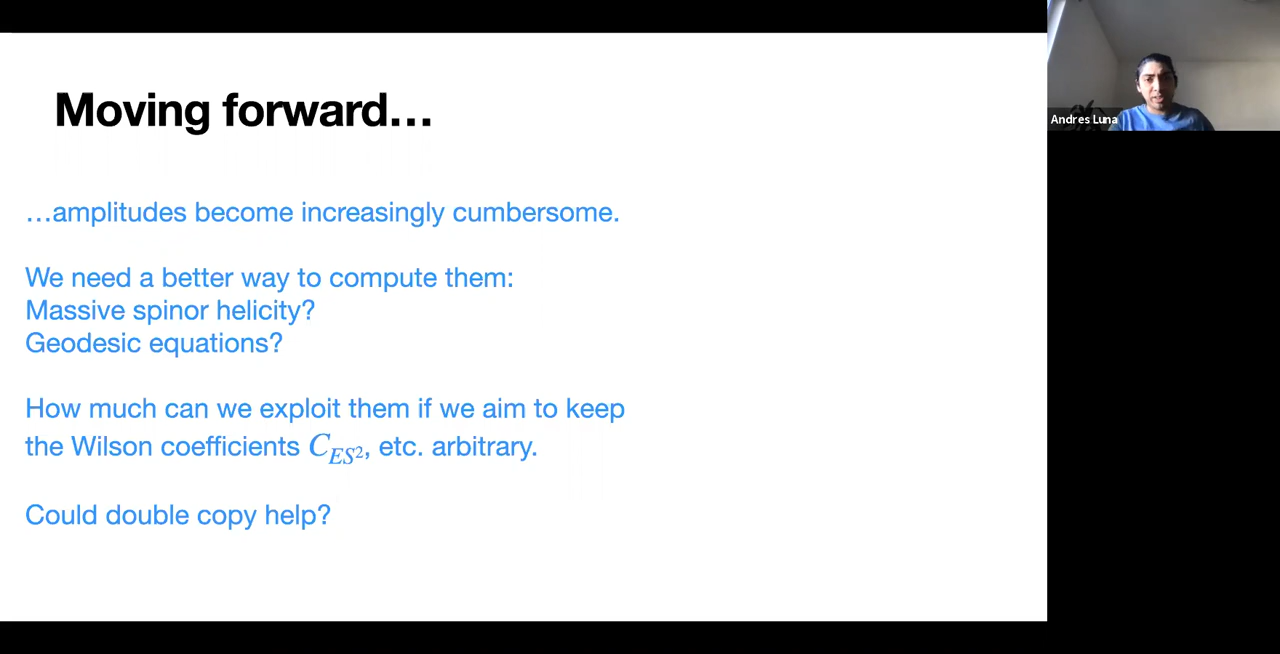 Moving forward...
Andres Luna
...amplitudes become increasingly cumbersome.
We need a better way to compute them:
Massive spinor helicity?
Geodesic equations?
How much can we exploit them if we aim to keep
the Wilson coefficients $C_{ES^2}$, etc. arbitrary.
Could double copy help?